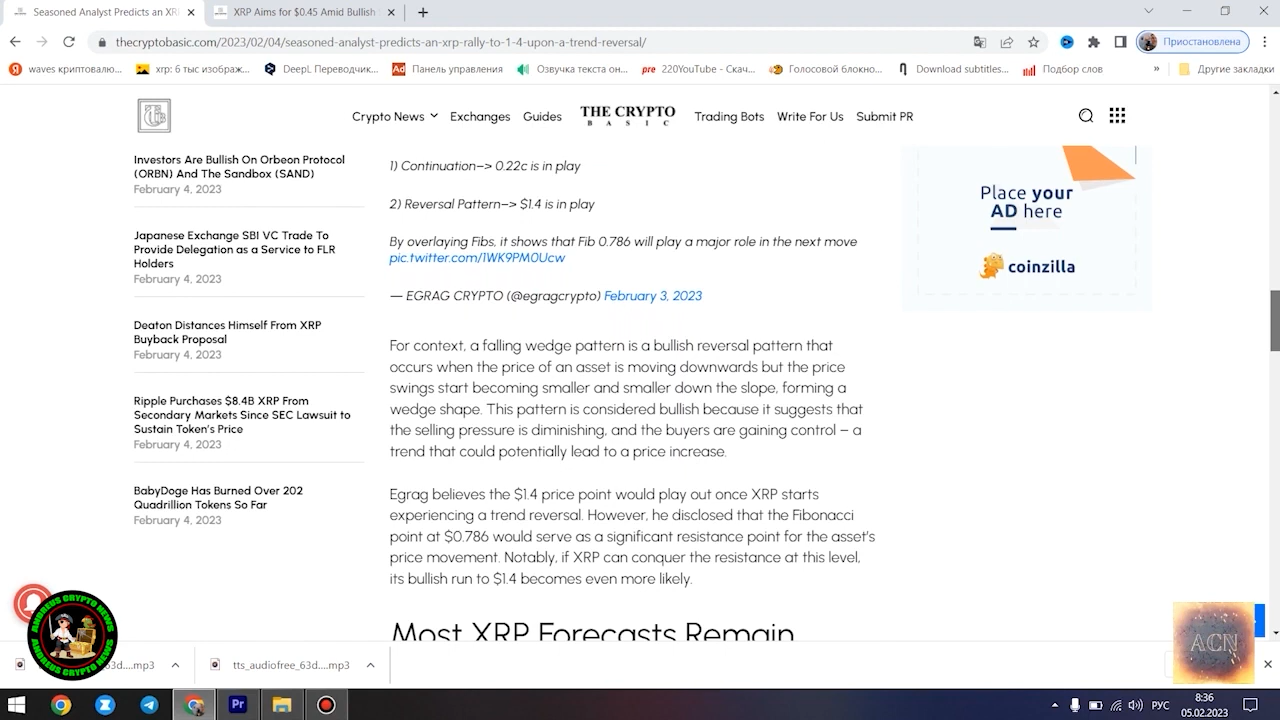 Seasoned Analyst Predicts an XR
XRP Aims for $0.45 Amid Bullish
thecryptobasic.com/2023/02/04/seasoned-analyst-predicts-an-xrp-rally-to-1-4-upon-a-trend-reversal/
Приостановлена
waves криптовалю...
xrp: 6 тыс изображ...
DeepL Переводчик...
Панель управления
Озвучка текста он...
220YouTube - Скач...
Голосовой блокно...
Download subtitles...
Подбор слов
»
Другие закладки
Crypto News
Exchanges
Guides
THE CRYPTO
BASIC
Trading Bots
Write For Us
Submit PR
Investors Are Bullish On Orbeon Protocol
(ORBN) And The Sandbox (SAND)
February 4, 2023
Japanese Exchange SBI VC Trade To
Provide Delegation as a Service to FLR
Holders
February 4, 2023
Deaton Distances Himself From XRP
Buyback Proposal
February 4, 2023
Ripple Purchases $8.4B XRP From
Secondary Markets Since SEC Lawsuit to
Sustain Token's Price
February 4, 2023
BabyDoge Has Burned Over 202
Quadrillion Tokens So Far
February 4, 2023
1) Continuation–> 0.22c is in play
2) Reversal Pattern–> $1.4 is in play
By overlaying Fibs, it shows that Fib 0.786 will play a major role in the next move
pic.twitter.com/1WK9PM0Ucw
— EGRAG CRYPTO (@egragcrypto) February 3, 2023
For context, a falling wedge pattern is a bullish reversal pattern that
occurs when the price of an asset is moving downwards but the price
swings start becoming smaller and smaller down the slope, forming a
wedge shape. This pattern is considered bullish because it suggests that
the selling pressure is diminishing, and the buyers are gaining control – a
trend that could potentially lead to a price increase.
Egrag believes the $1.4 price point would play out once XRP starts
experiencing a trend reversal. However, he disclosed that the Fibonacci
point at $0.786 would serve as a significant resistance point for the asset's
price movement. Notably, if XRP can conquer the resistance at this level,
its bullish run to $1.4 becomes even more likely.
Most XRP Forecasts Remain
Place your
AD here
coinzilla
ANDREUS CRYPTO NEWS
ANDREUS CRYPTO NEWS
ACN
63d....mp3
tts_audiofree_63d....mp3
РУС
8:36
05.02.2023